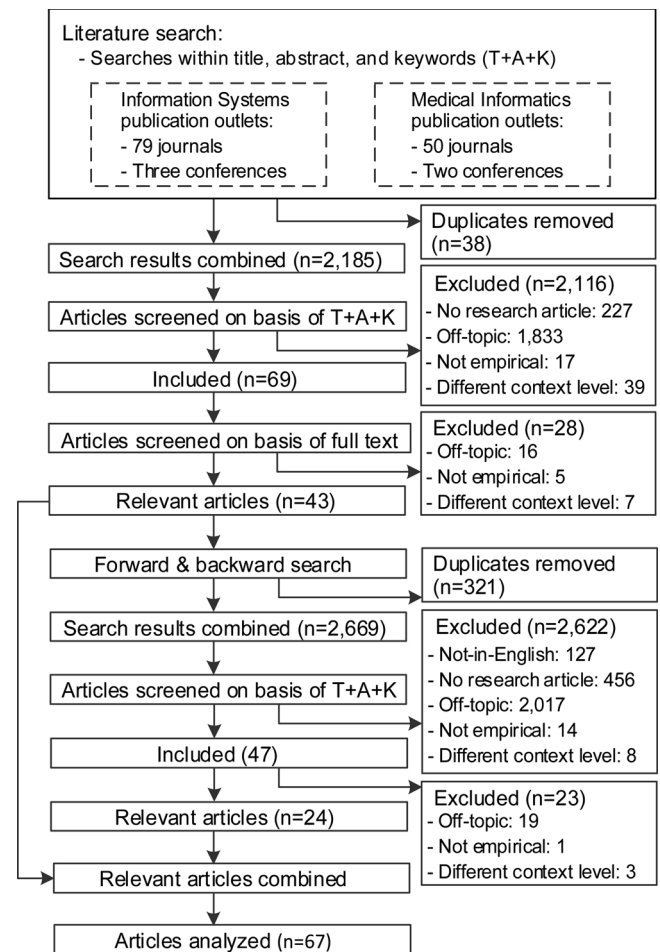 Literature search:
- Searches within title, abstract, and keywords (T+A+K)
Information Systems
publication outlets:
- 79 journals
- Three conferences
Medical Informatics
publication outlets:
- 50 journals
- Two conferences
Duplicates removed
(n=38)
Search results combined (n=2,185)
Excluded (n=2,116)
- No research article: 227
- Off-topic: 1,833
- Not empirical: 17
- Different context level: 39
Articles screened on basis of T+A+K
Included (n=69)
Articles screened on basis of full text
Excluded (n=28)
- Off-topic: 16
- Not empirical: 5
- Different context level: 7
Relevant articles (n=43)
Forward & backward search
Duplicates removed
(n=321)
Search results combined (n=2,669)
Excluded (n=2,622)
- Not-in-English: 127
- No research article: 456
- Off-topic: 2,017
- Not empirical: 14
- Different context level: 8
Articles screened on basis of T+A+K
Included (47)
Excluded (n=23)
- Off-topic: 19
- Not empirical: 1
- Different context level: 3
Relevant articles (n=24)
Relevant articles combined
Articles analyzed (n=67)